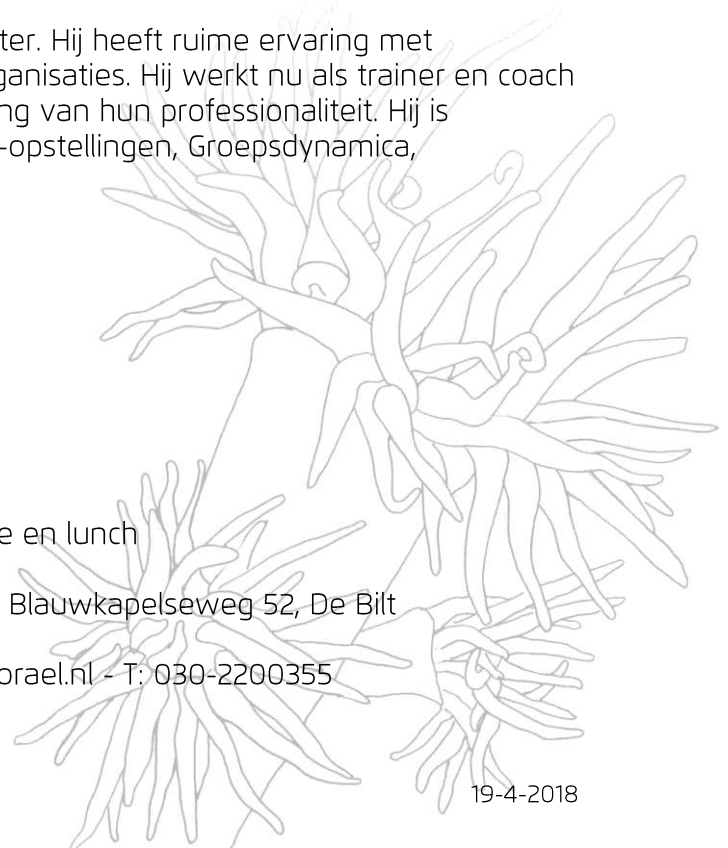 ter. Hij heeft ruime ervaring met
ganisaties. Hij werkt nu als trainer en coach
ng van hun professionaliteit. Hij is
-opstellingen, Groepsdynamica,
e en lunch
Blauwkapelseweg 52, De Bilt
orael.nl - T: 030-2200355
19-4-2018